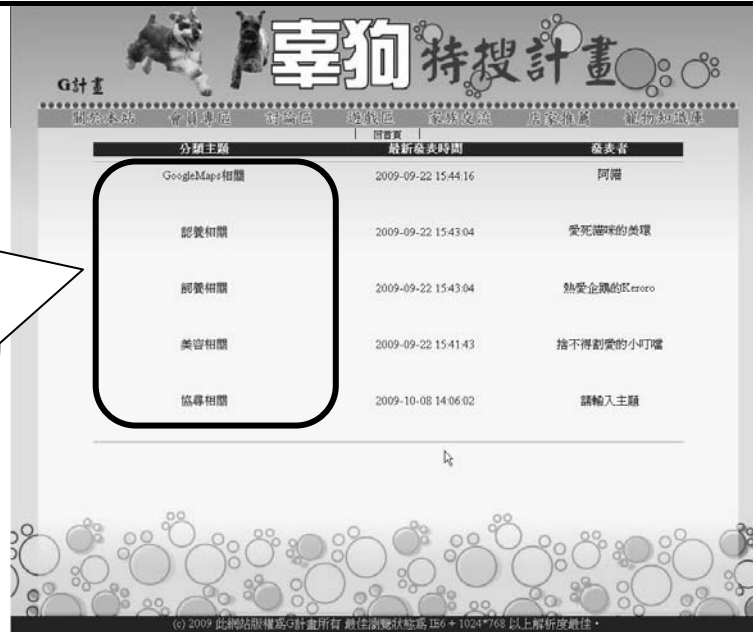 辜狗特搜計畫
G計畫
關於本站 會員專區 討論區 遊戲區 家族交流 店家推薦 寵物知識庫
| 回首頁 |
分類主題 最新發表時間 發表者
GoogleMaps相關 2009-09-22 15:44:16 阿貓
認養相關 2009-09-22 15:43:04 愛死貓咪的美環
飼養相關 2009-09-22 15:43:04 熱愛企鵝的Keroro
美容相關 2009-09-22 15:41:43 捨不得割愛的小叮噹
協尋相關 2009-10-08 14:06:02 請輸入主題
(c) 2009 此網站版權為G計畫所有 最佳瀏覽狀態為 IE6 + 1024*768 以上解析度最佳・